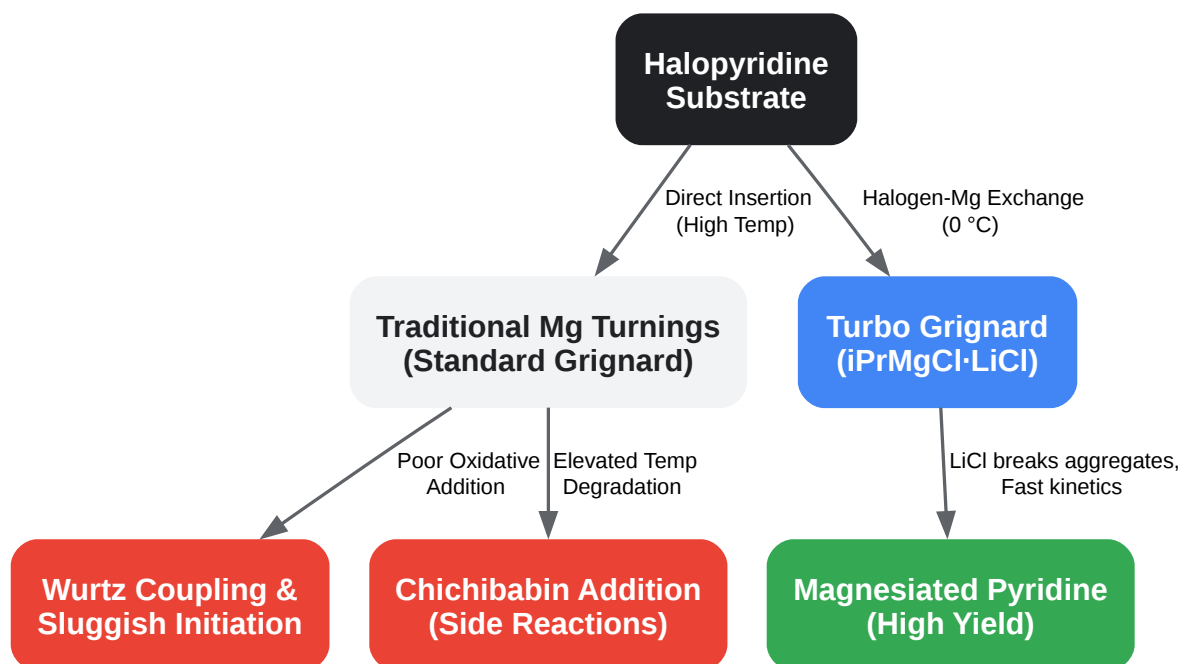 Halopyridine
Substrate
Direct Insertion
(High Temp)
Halogen-Mg Exchange
(0 °C)
Traditional Mg Turnings
(Standard Grignard)
Turbo Grignard
(iPrMgCl·LiCl)
Poor Oxidative
Addition
Elevated Temp
Degradation
LiCl breaks aggregates,
Fast kinetics
Wurtz Coupling &
Sluggish Initiation
Chichibabin Addition
(Side Reactions)
Magnesiated Pyridine
(High Yield)